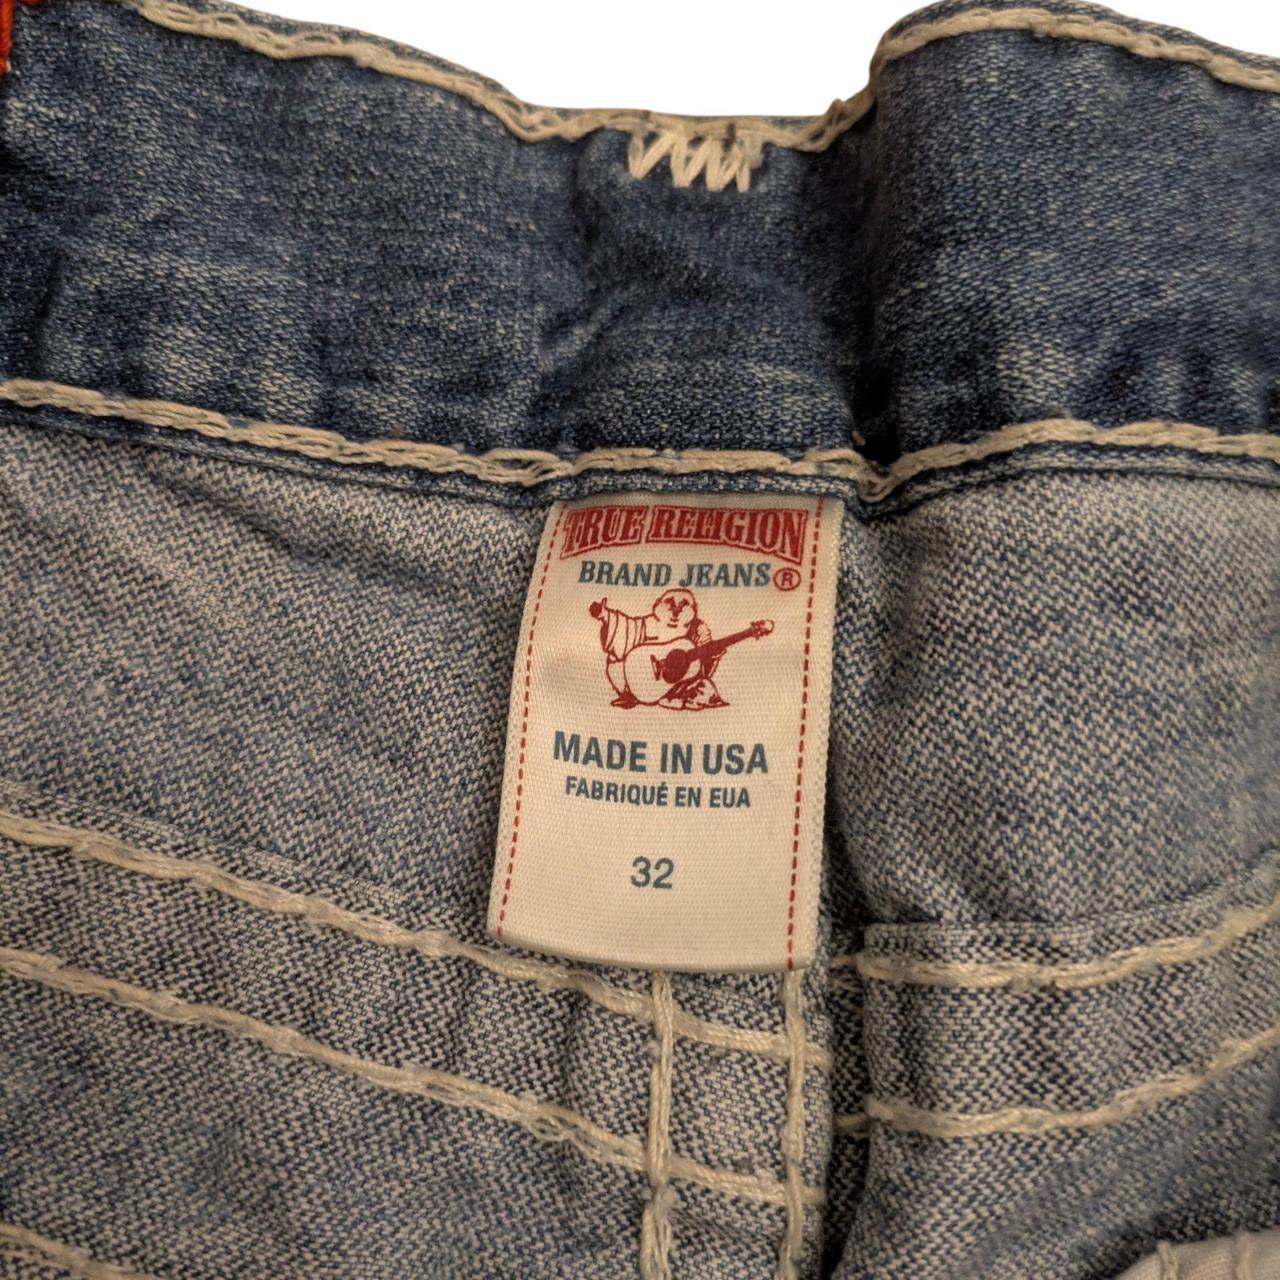 TRUE RELIGION
BRAND JEANS®
MADE IN USA
FABRIQUÉ EN EUA
32